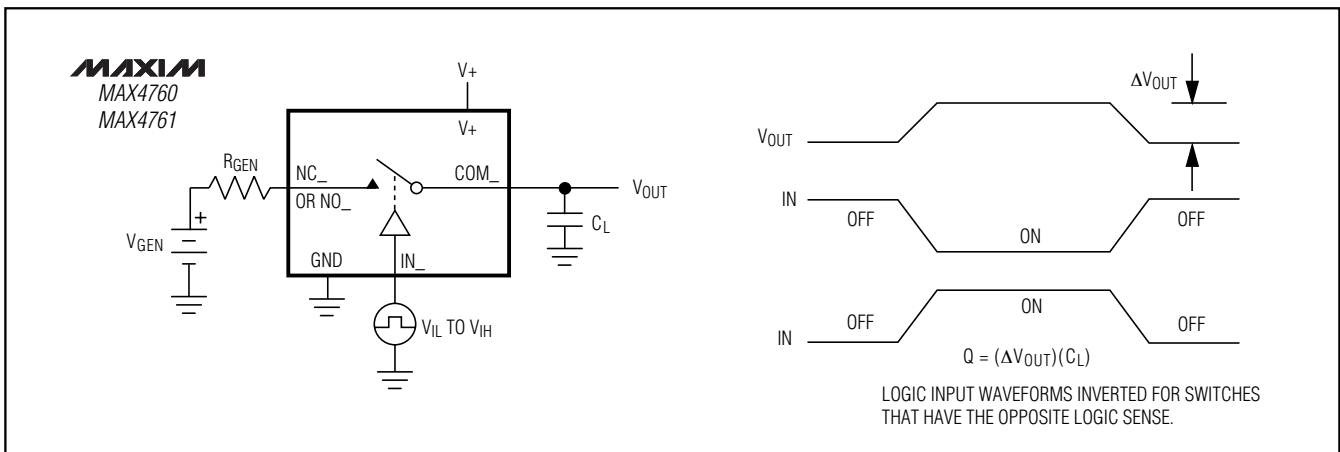 MAXIM
MAX4760
MAX4761
V+
V+
RGEN
NC_
OR NO_
COM_
VOUT
CL
+
VGEN
GND
IN_
VIL TO VIH
ΔVOUT
VOUT
IN
OFF
ON
OFF
IN
OFF
ON
OFF
Q = (ΔVOUT)(CL)
LOGIC INPUT WAVEFORMS INVERTED FOR SWITCHES
THAT HAVE THE OPPOSITE LOGIC SENSE.